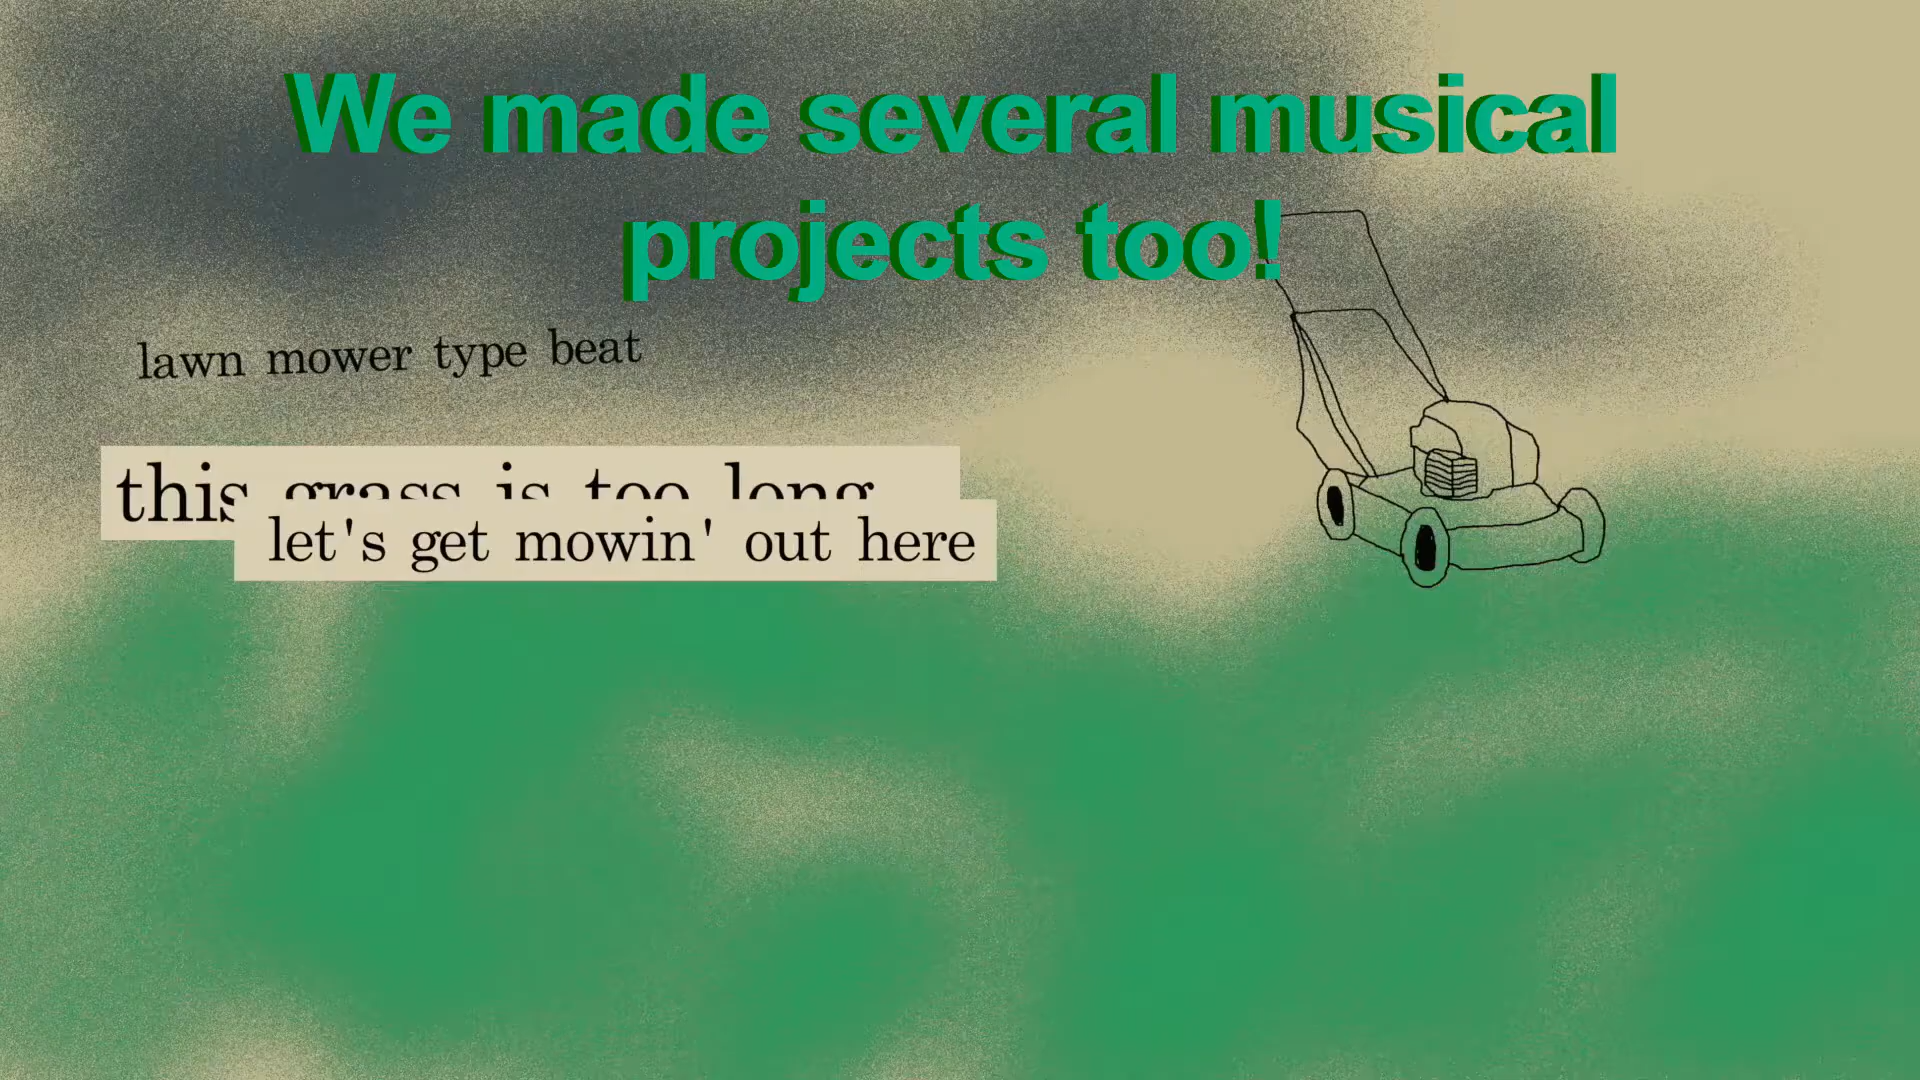 We made several musical
projects too!
lawn mower type beat
this grass is too long
let's get mowin' out here